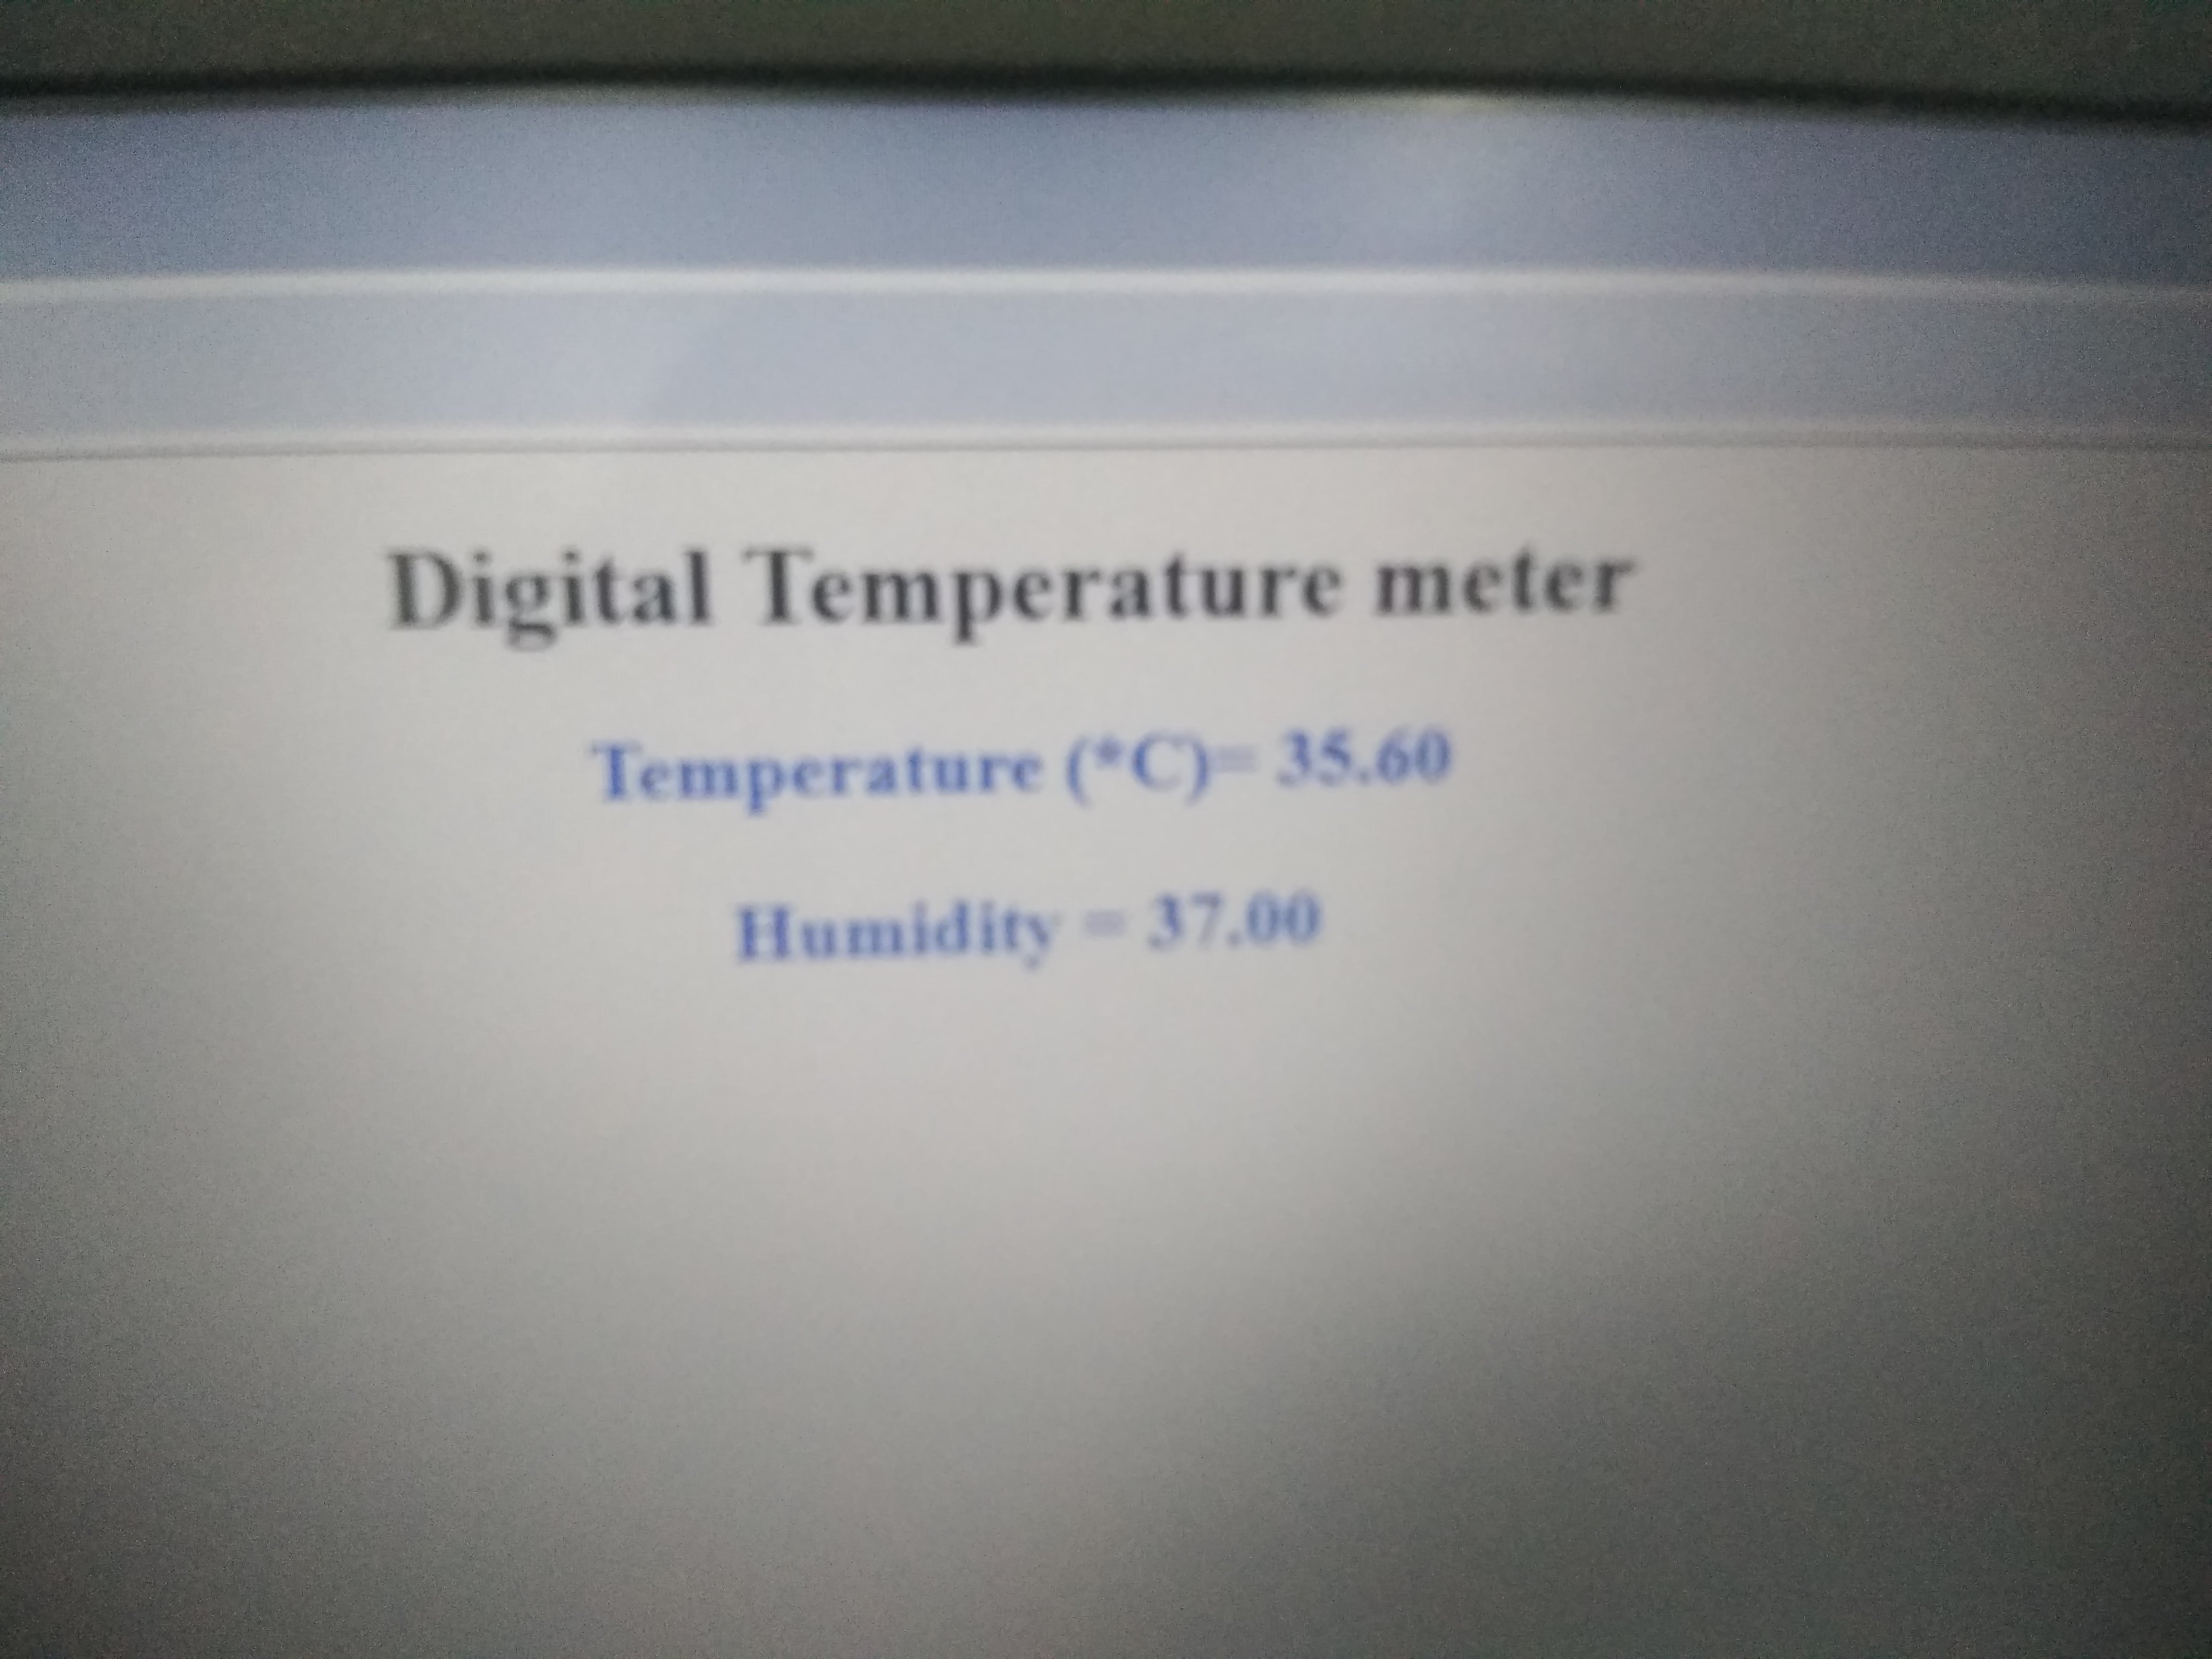 Digital Temperature meter
Temperature (*C)= 35.60
Humidity = 37.00